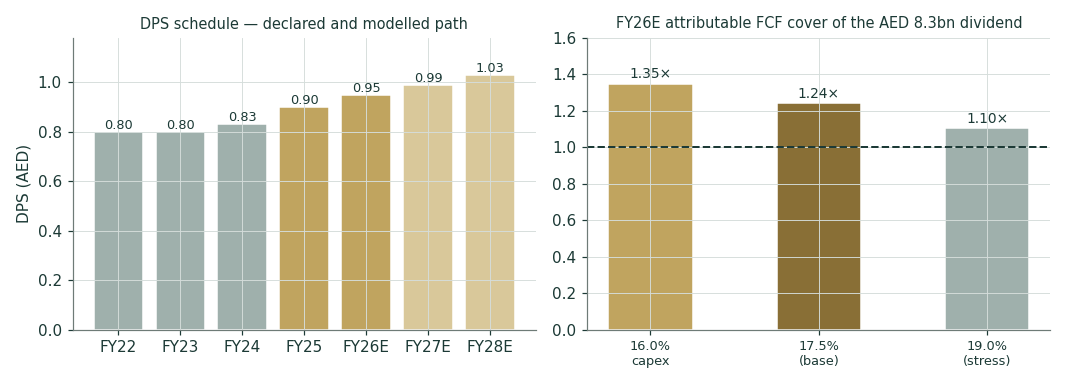 DPS schedule — declared and modelled path
DPS (AED)
1.0
0.8
0.6
0.4
0.2
0.0
0.80
0.80
0.83
0.90
0.95
0.99
1.03
FY22
FY23
FY24
FY25
FY26E
FY27E
FY28E
FY26E attributable FCF cover of the AED 8.3bn dividend
1.6
1.4
1.2
1.0
0.8
0.6
0.4
0.2
0.0
1.35×
1.24×
1.10×
16.0%
capex
17.5%
(base)
19.0%
(stress)